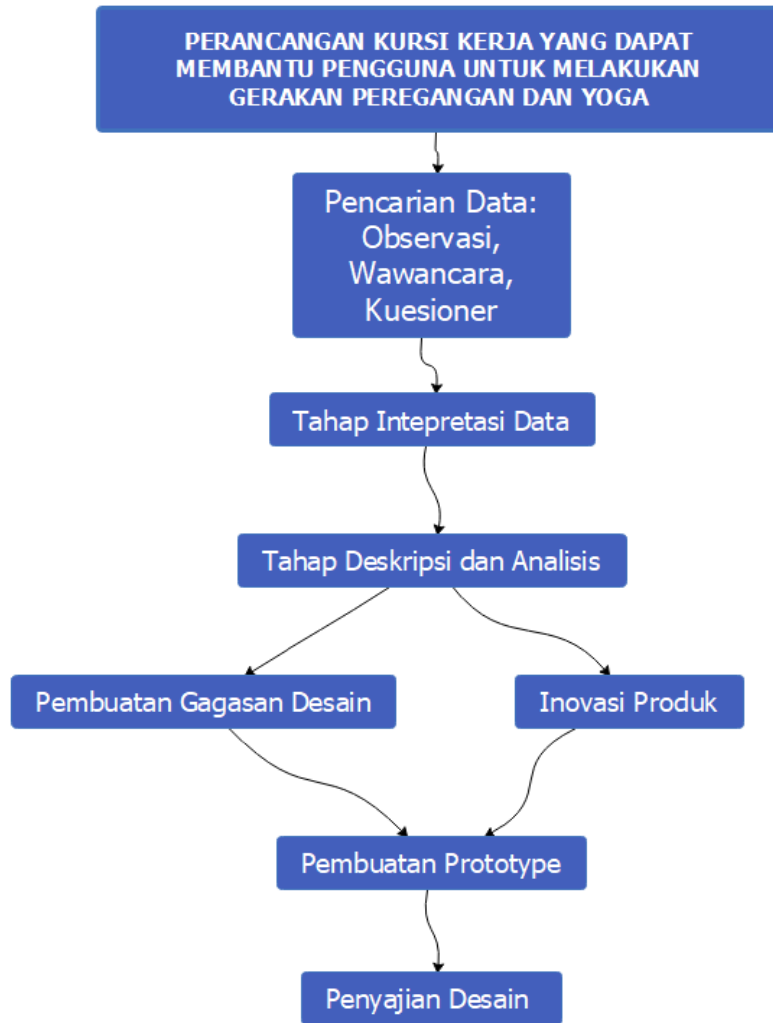 PERANCANGAN KURSI KERJA YANG DAPAT
MEMBANTU PENGGUNA UNTUK MELAKUKAN
GERAKAN PEREGANGAN DAN YOGA
Pencarian Data:
Observasi,
Wawancara,
Kuesioner
Tahap Intepretasi Data
Tahap Deskripsi dan Analisis
Pembuatan Gagasan Desain
Inovasi Produk
Pembuatan Prototype
Penyajian Desain